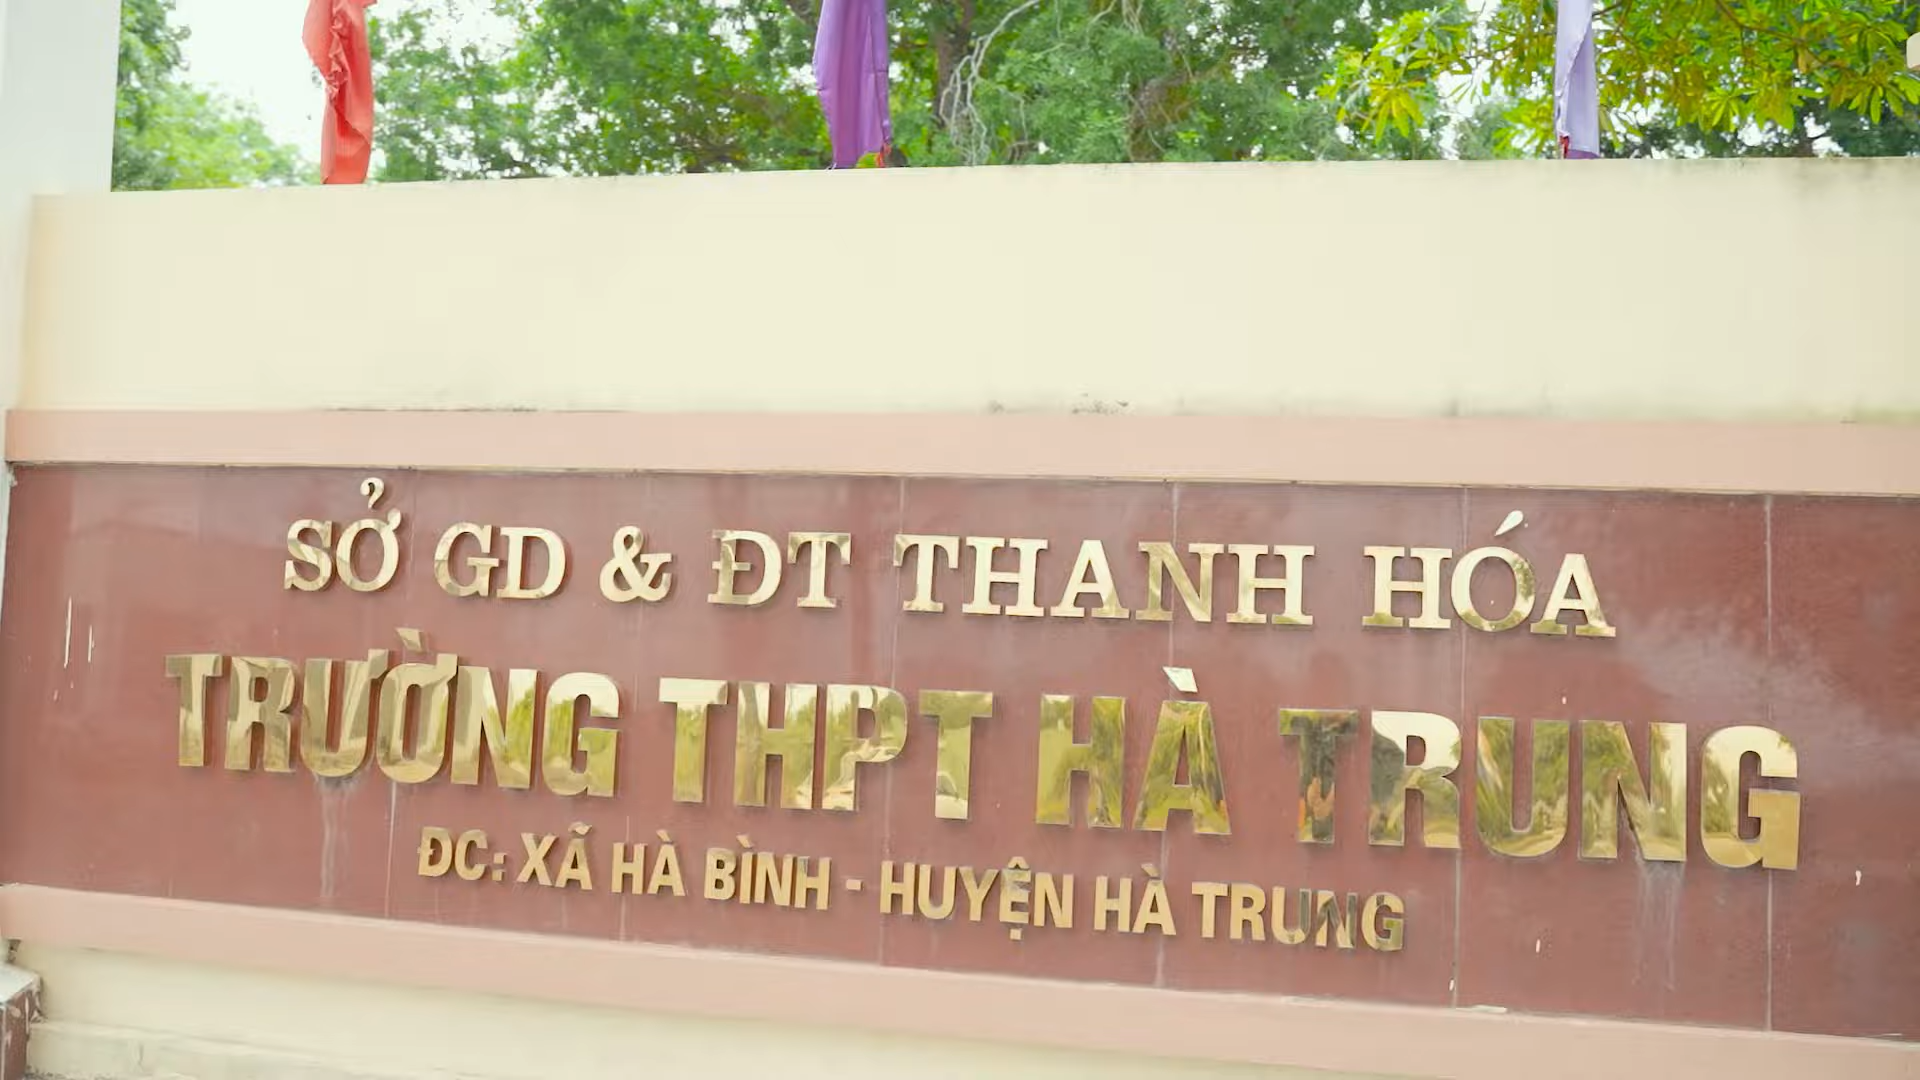 SỞ GD & ĐT THANH HÓA
TRƯỜNG THPT HÀ TRUNG
ĐC: XÃ HÀ BÌNH - HUYỆN HÀ TRUNG